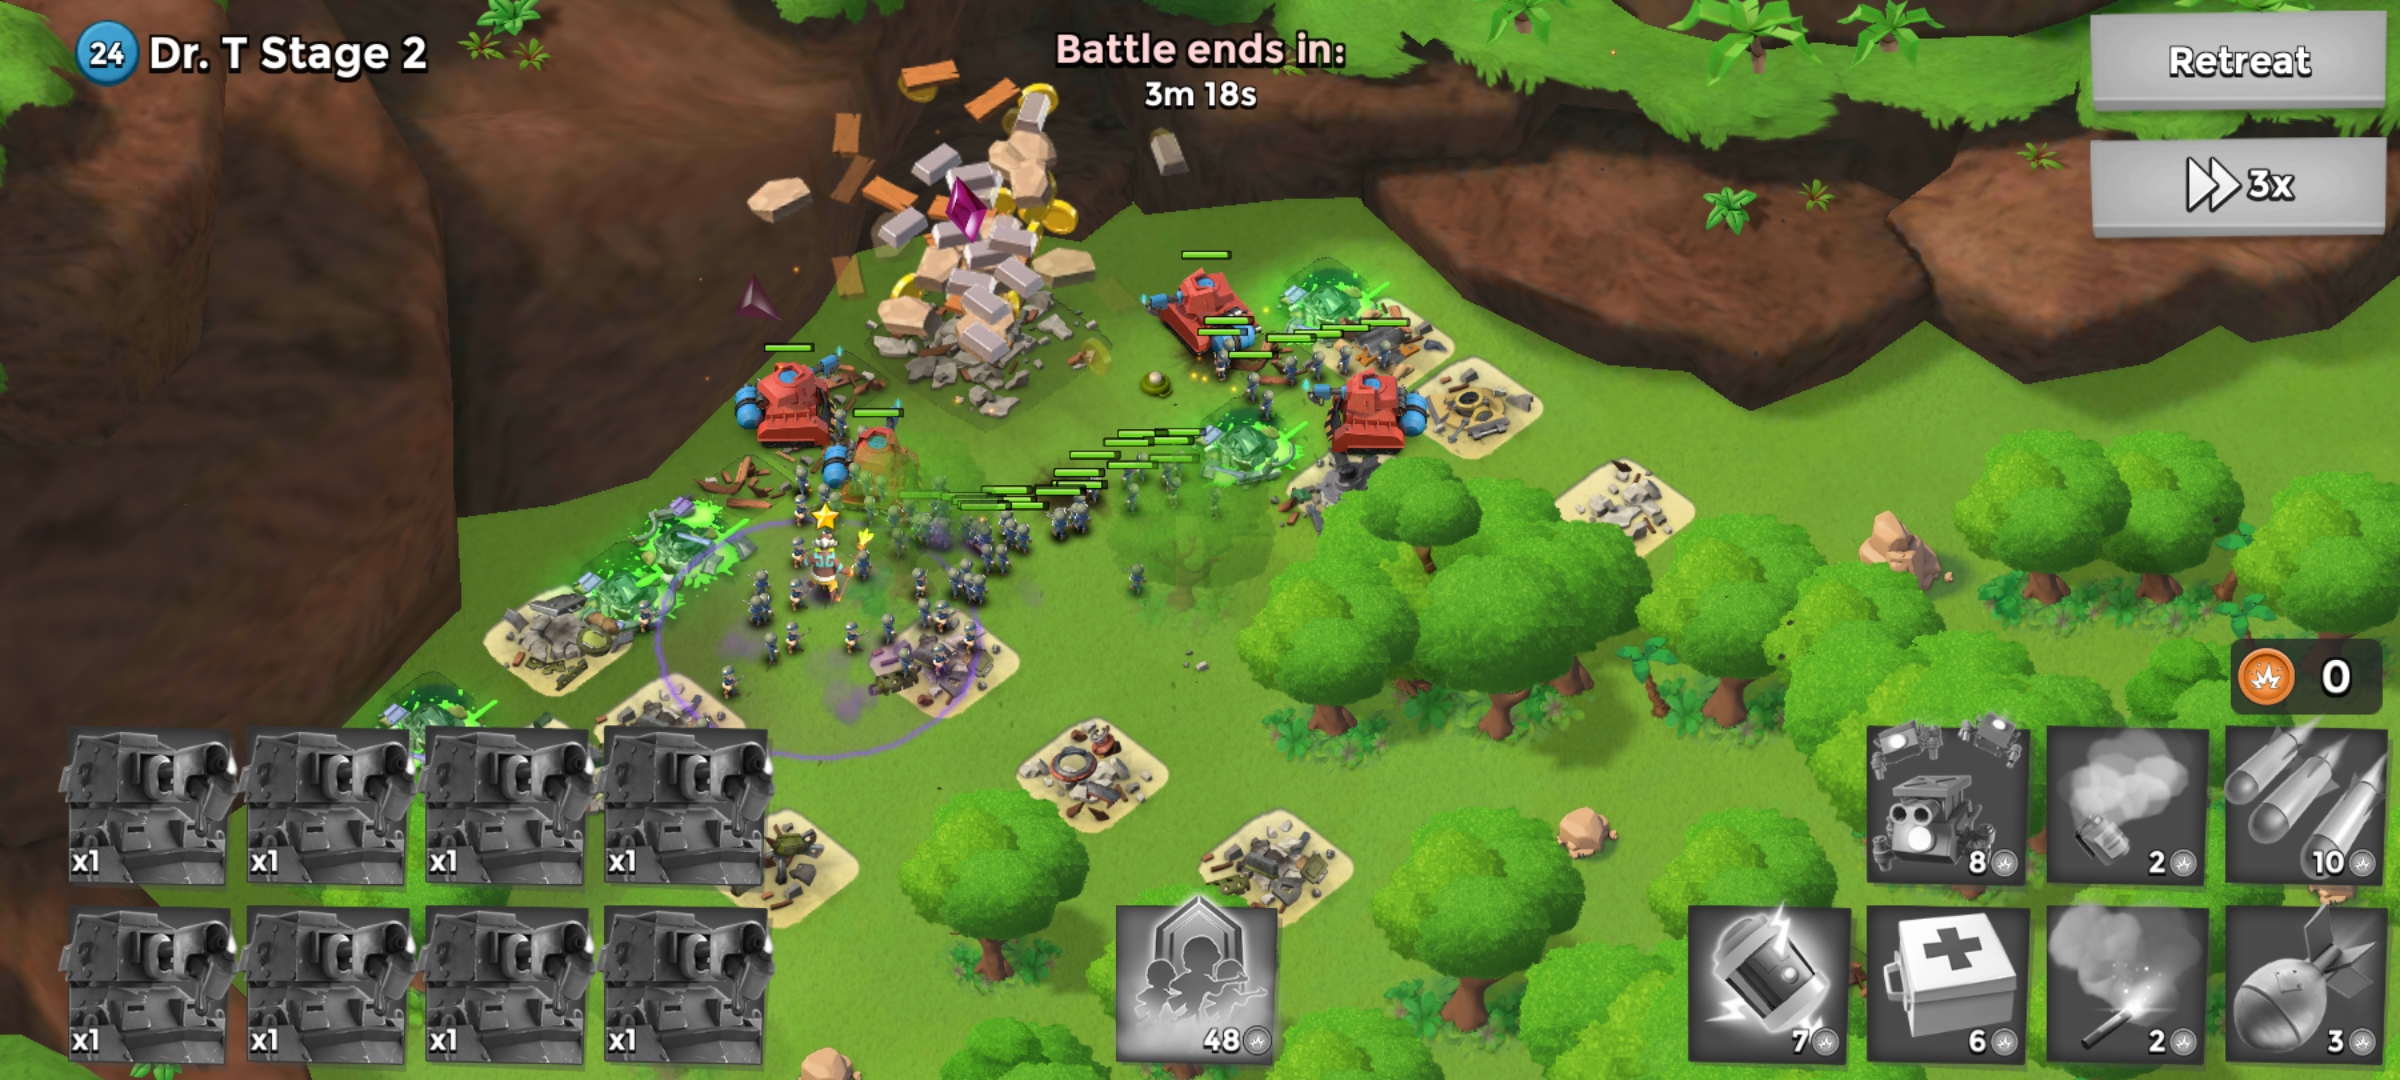 24 Dr. T Stage 2
Battle ends in:
3m 18s
Retreat
3x
0
8
2
10
x1
x1
x1
x1
x1
x1
x1
x1
48
7
6
2
3